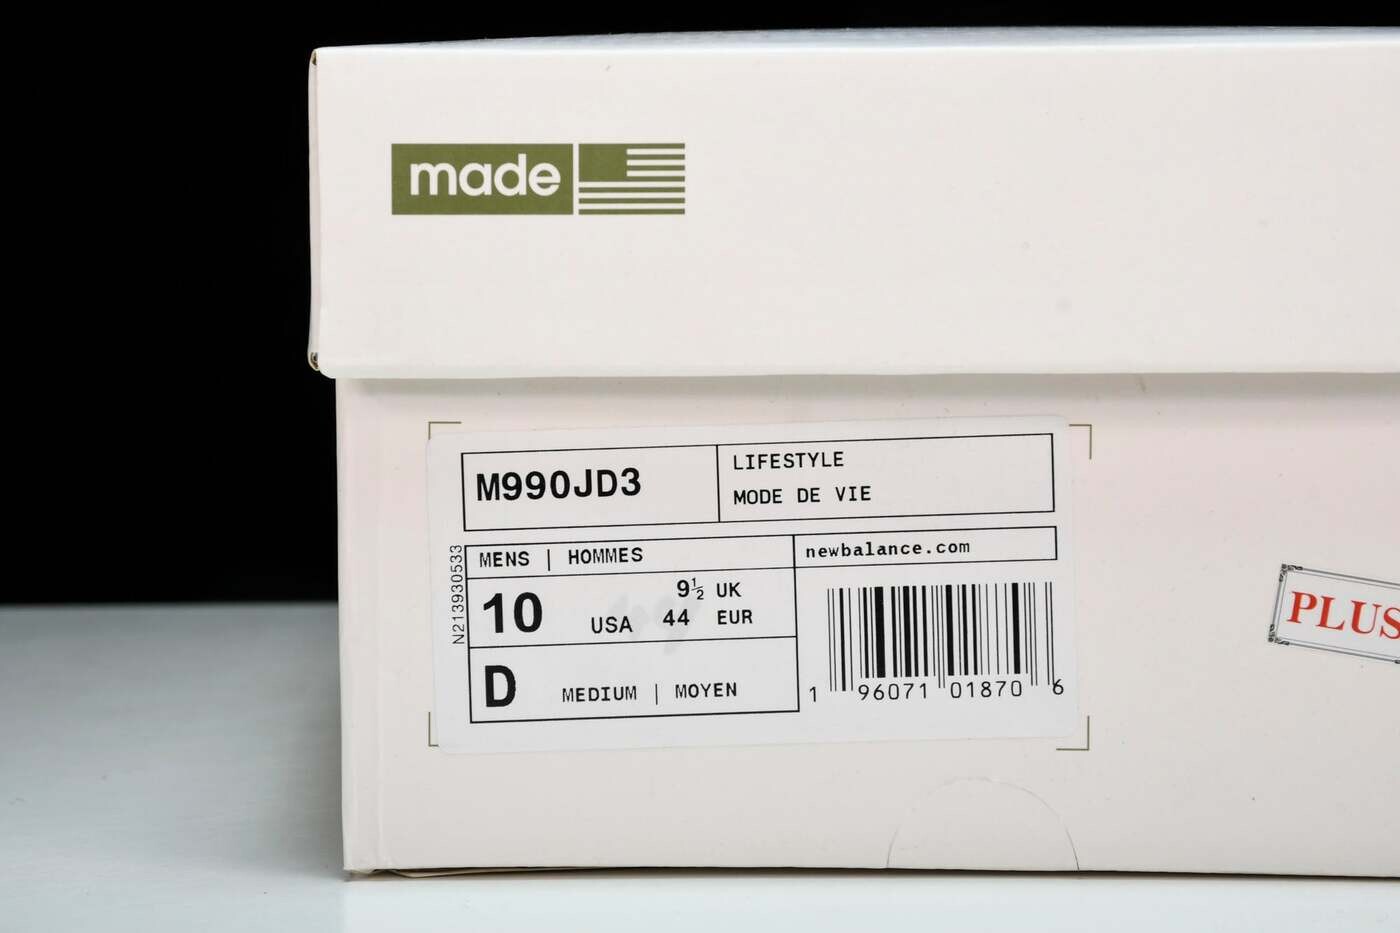 made
M990JD3
LIFESTYLE
MODE DE VIE
MENS | HOMMES
newbalance.com
N213930533
10 USA
9½ UK
44 EUR
D MEDIUM | MOYEN
1 96071 01870 6
PLUS